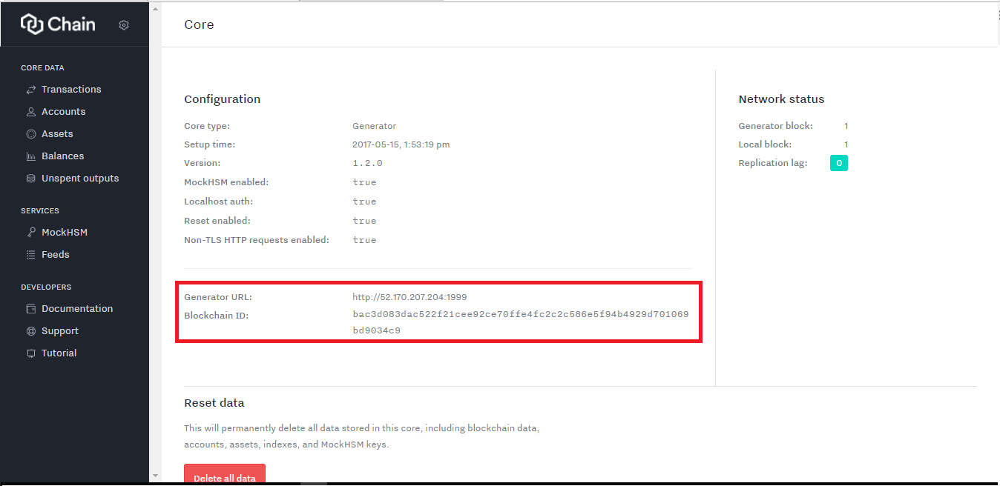 Chain
CORE DATA
Transactions
Accounts
Assets
Balances
Unspent outputs
SERVICES
MockHSM
Feeds
DEVELOPERS
Documentation
Support
Tutorial
Core
Configuration
Core type: Generator
Setup time: 2017-05-15, 1:53:19 pm
Version: 1.2.0
MockHSM enabled: true
Localhost auth: true
Reset enabled: true
Non-TLS HTTP requests enabled: true
Generator URL: http://52.170.207.204:1999
Blockchain ID: bac3d083dac522f21cee92ce70ffe4fc2c2c586e5f94b4929d701069
bd9034c9
Network status
Generator block: 1
Local block: 1
Replication lag: 0
Reset data
This will permanently delete all data stored in this core, including blockchain data,
accounts, assets, indexes, and MockHSM keys.
Delete all data